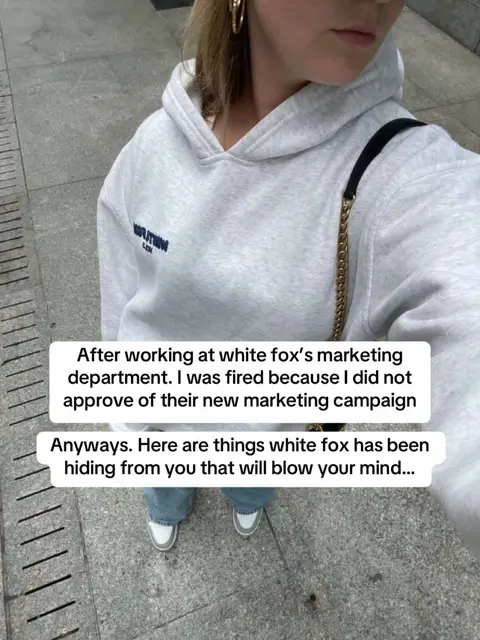 After working at white fox's marketing
department. I was fired because I did not
approve of their new marketing campaign
Anyways. Here are things white fox has been
hiding from you that will blow your mind...